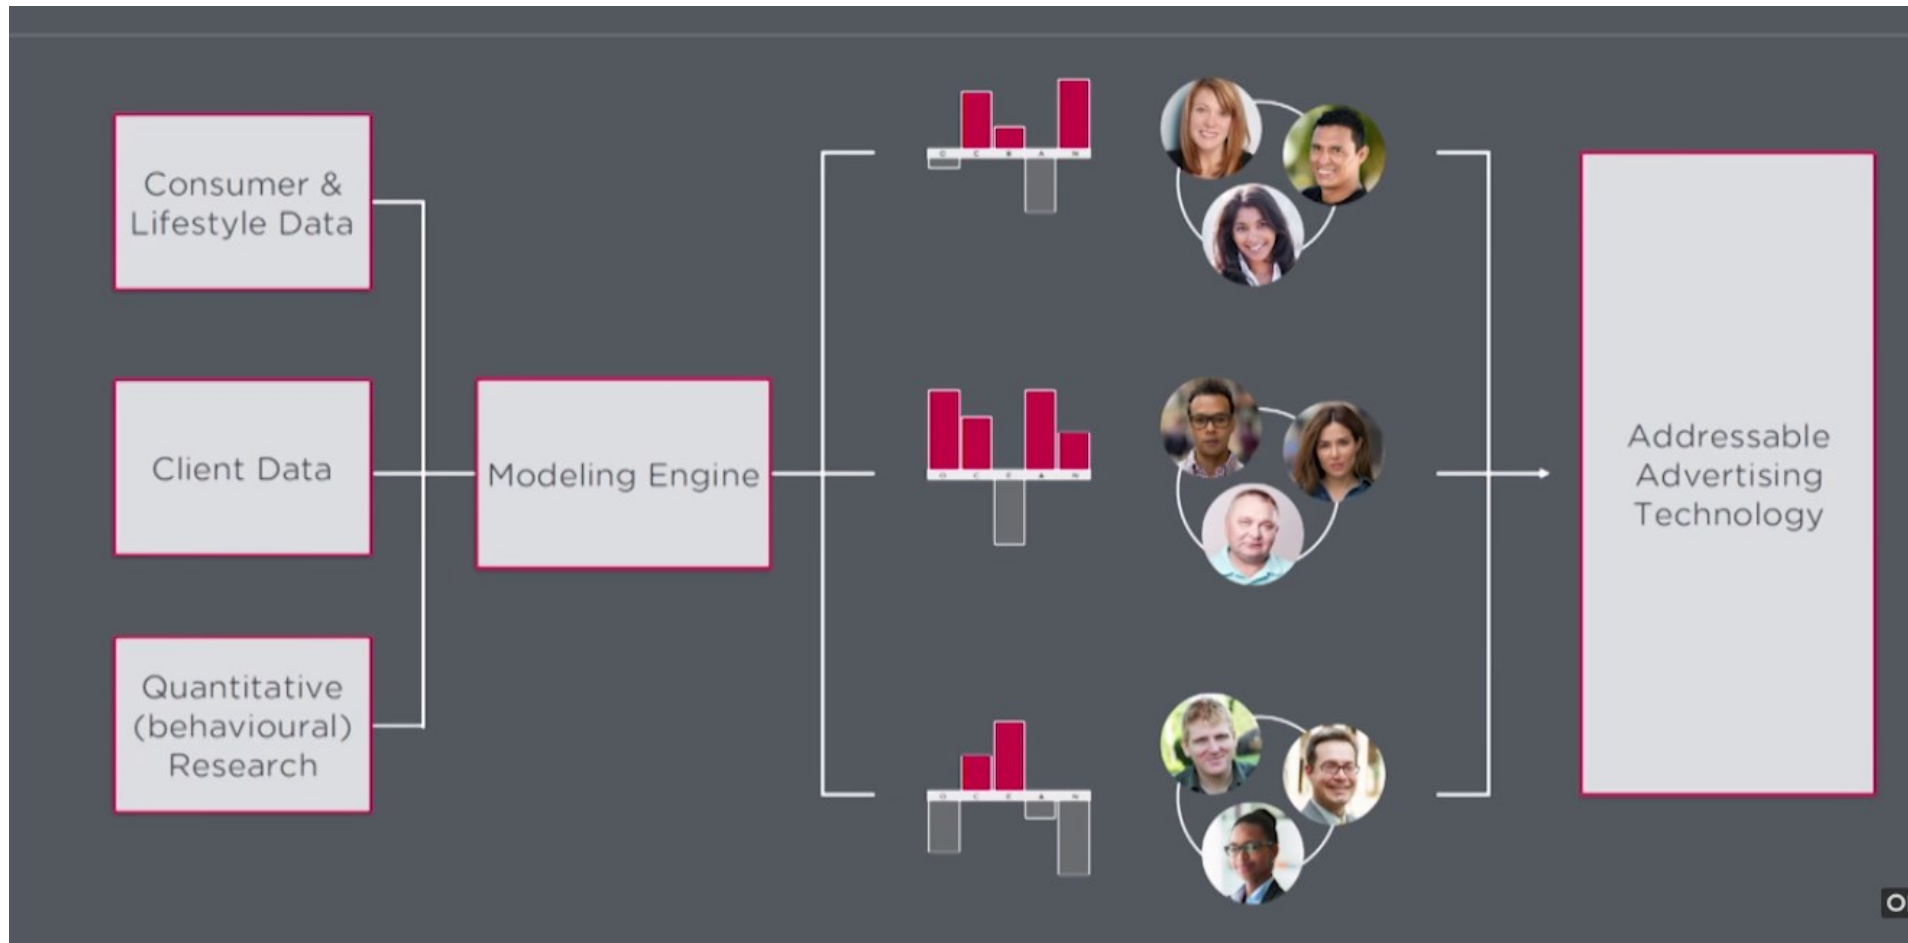 Consumer &
Lifestyle Data
Client Data
Quantitative
(behavioural)
Research
Modeling Engine
O C E A N
O C E A N
O C E A N
Addressable
Advertising
Technology